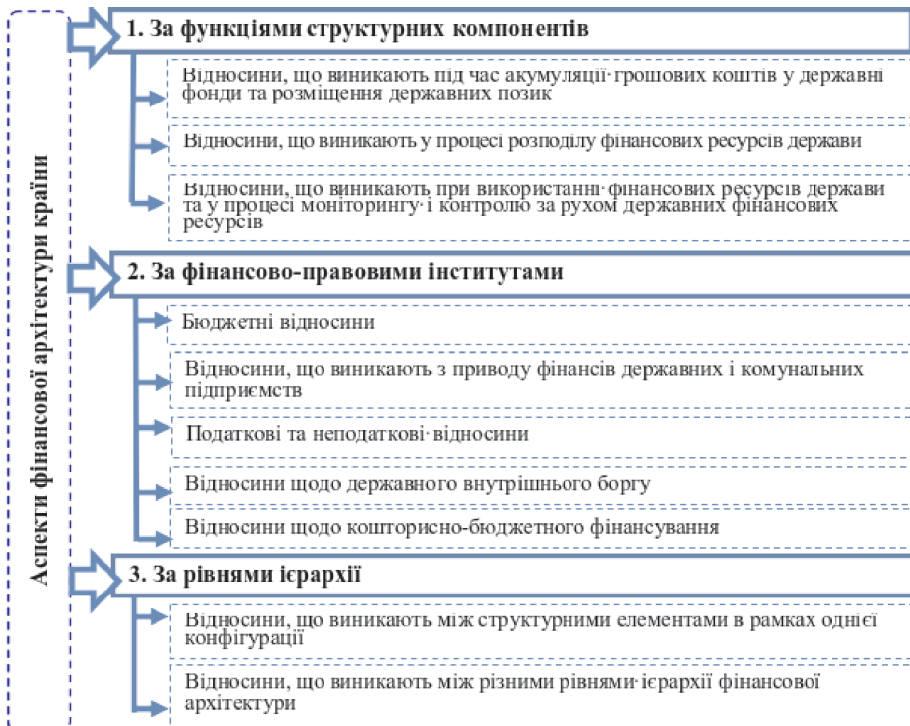 Аспекти фінансової архітектури країни
1. За функціями структурних компонентів
Відносини, що виникають під час акумуляції грошових коштів у державні
фонди та розміщення державних позик
Відносини, що виникають у процесі розподілу фінансових ресурсів держави
Відносини, що виникають при використанні фінансових ресурсів держави
та у процесі моніторингу і контролю за рухом державних фінансових
ресурсів
2. За фінансово-правовими інститутами
Бюджетні відносини
Відносини, що виникають з приводу фінансів державних і комунальних
підприємств
Податкові та неподаткові відносини
Відносини щодо державного внутрішнього боргу
Відносини щодо кошторисно-бюджетного фінансування
3. За рівнями ієрархії
Відносини, що виникають між структурними елементами в рамках однієї
конфігурації
Відносини, що виникають між різними рівнями ієрархії фінансової
архітектури